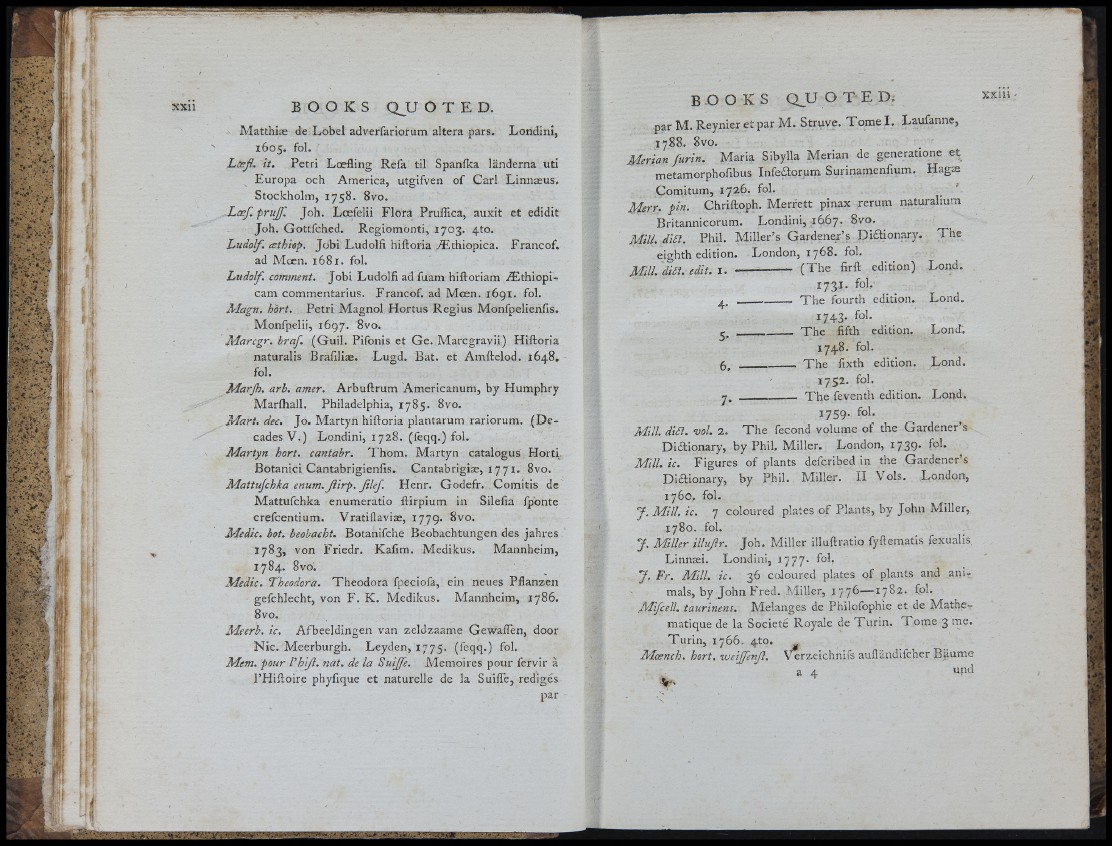 xxii
BOOKS QUOTED.
Matthiæ de Lobel adverſariorum altera pars. Londini,
1605. fol.
Lœfl. it. Petri Lœfling Reſa til Spanſka länderna uti
Europa och America, utgifven of Carl Linnæus.
Stockholm, 1758. 8vo.
Lœſ. pruſſ. Joh. Lœſelii Flora Pruſſica, auxit et edidit
Joh. Gottſched. Regiomonti, 1703. 4to.
Ludolf. æthiop. Jobi Ludolfi hiſtoria Æthiopica. Francof.
ad Mœn. 1681. fol.
Ludolf. comment. Jobi Ludolfi ad ſuam hiſtoriam Æthiopi-
cam commentarius. Francof. ad Mœn. 1691. fol.
Magn. hort. Petri Magnol Hortus Regius Monſpelienſis.
Monſpelii, 1697. 8vo.
Marcgr. braſ. (Guil. Piſonis et Ge. Marcgravii) Hiſtoria
naturalis Braſiliæ. Lugd. Bat. et Amſtelod. 1648.
fol.
Marſh. arb. amer. Arbuſtrum Americanum, by Humphry
Marſhall. Philadelphia, 1785. 8vo.
Mart. dec. Jo. Martyn hiſtoria plantarum rariorum. (De-
cades V.) Londini, 1728. (ſeqq.) fol.
Martyn hort. cantabr. Thom. Martyn catalogus Horti
Botanici Cantabrigienſis. Cantabrigiæ, 1771. 8vo.
Mattuſchka enum. ſtirp. ſileſ. Henr. Godefr. Comitis de
Mattuſchka enumeratio ſtirpium in Sileſia ſponte
creſcentium. Vratiſlaviæ, 1779. 8vo.
Medic. bot. beobacht. Botaniſche Beobachtungen des jahres
1783, von Friedr. Kaſim. Medikus. Mannheim,
1784. 8vo.
Medic. Theodora. Theodora ſpecioſa, ein neues Pflanzen
geſchlecht, von F. K. Medikus. Mannheim, 1786.
8vo.
Meerb. ic. Afbeeldingen van zeldzaame Gewaſſen, door
Nic. Meerburgh. Leyden, 1775. (ſeqq.) fol.
Mem. pour l'hiſt. nat. de la Suiſſe. Memoires pour ſervir à
l'Hiſtoire phyſique et naturelle de la Suiſſe, redigés
par
BOOKS QUOTED.
xxiii
par M. Reynier et par M. Struve. Tome I. Lauſanne,
1788. 8vo.
Merian ſurin. Maria Sibylla Merian de generatione et
metamorphoſibus Inſectorum Surinamenſium. Hagæ
Comitum, 1726. fol.
Merr. pin. Chriſtoph. Merrett pinax rerum naturalium
Britannicorum. Londini, 1667. 8vo.
Mill. dict. Phil. Miller's Gardener's Dictionary. The
eighth edition. London, 1768. fol.
Mill. dict. edit. 1. ——— (The firſt edition) Lond.
1731. fol.
4. ——— The fourth edition. Lond.
1743. fol.
5. ——— The fifth edition. Lond.
1748. fol.
6. ——— The ſixth edition. Lond.
1752. fol.
7. ——— The ſeventh edition. Lond.
1759. fol.
Mill. dict. vol. 2. The ſecond volume of the Gardener's
Dictionary, by Phil. Miller. London, 1739. fol.
Mill. ic. Figures of plants deſcribed in the Gardener's
Dictionary, by Phil. Miller. II Vols. London,
1760. fol.
J. Mill. ic. 7 coloured plates of Plants, by John Miller,
1780. fol.
J. Miller illuſtr. Joh. Miller illuſtratio ſyſtematis ſexualis
Linnæi. Londini, 1777. fol.
J. Fr. Mill. ic. 36 coloured plates of plants and ani-
mals, by John Fred. Miller, 1776—1782. fol.
Miſcell. taurinens. Melanges de Philoſophie et de Mathe-
matique de la Societé Royale de Turin. Tome 3 me.
Turin, 1766. 4to.
Mœnch. hort. weiſſenſt. Verzeichniſs auſländiſcher Bäume
a 4
und